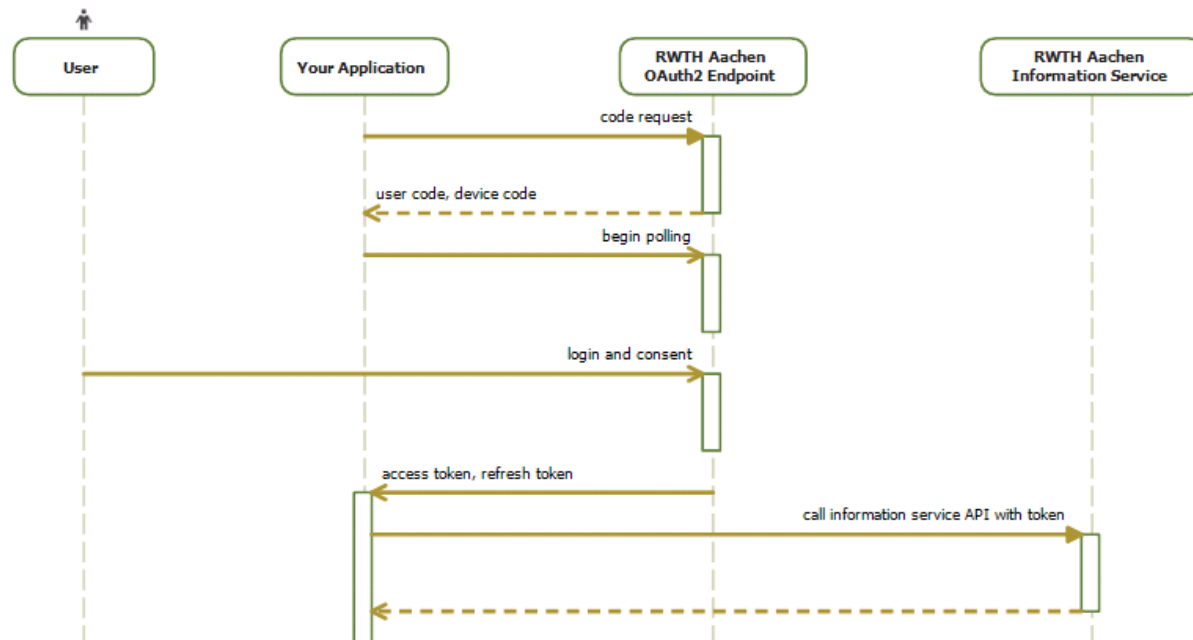 User
Your Application
RWTH Aachen
OAuth2 Endpoint
RWTH Aachen
Information Service
code request
user code, device code
begin polling
login and consent
access token, refresh token
call information service API with token